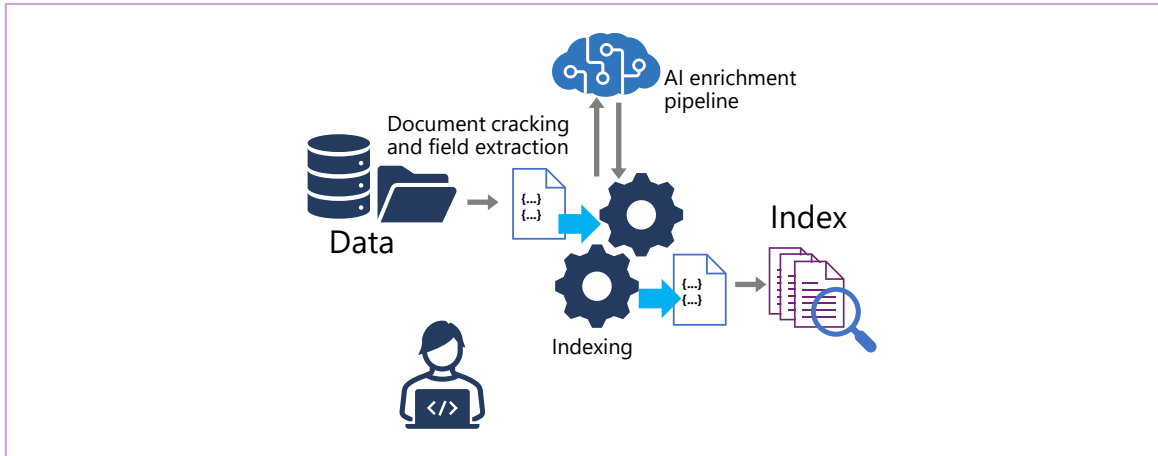 AI enrichment
pipeline
Document cracking
and field extraction
{...}
{...}
Data
Index
{...}
{...}
Indexing
</>